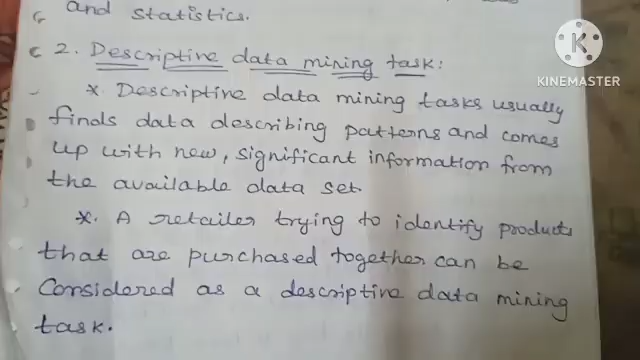 and statistics.
2. Descriptive data mining task:
* Descriptive data mining tasks usually
finds data describing patterns and comes
up with new, significant information from
the available data set
*. A retailer trying to identify products
that are purchased together can be
Considered as a descriptive data mining
task.
KINEMASTER